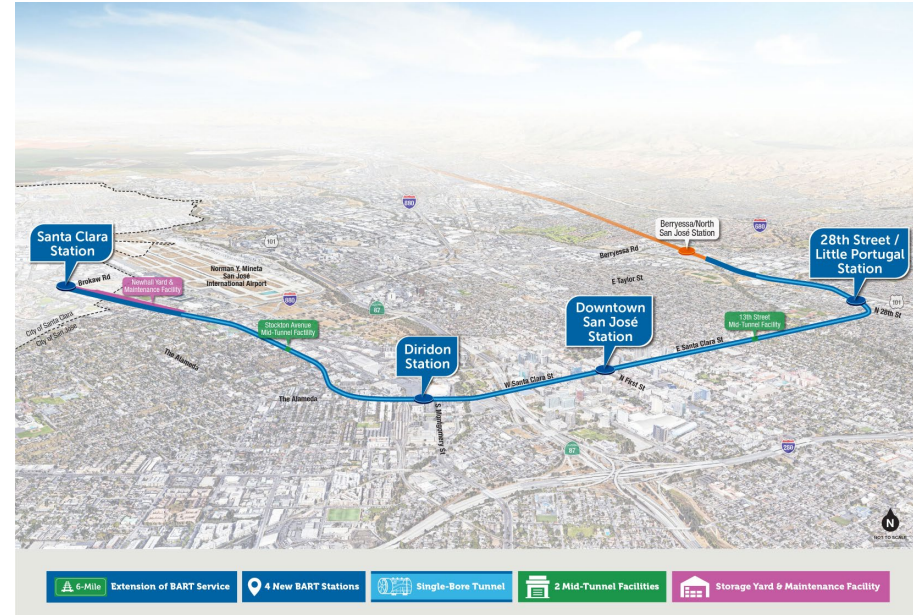 680
880
Berryessa/North
San José Station
680
Santa Clara
Station
28th Street /
Little Portugal
Station
101
Berryessa Rd
Norman Y. Mineta
San José
International Airport
E Taylor St
Brokaw Rd
Newhall Yard &
Maintenance Facility
880
87
101
N 28th St
City of Santa Clara
City of San José
Stockton Avenue
Mid-Tunnel Facility
Downtown
San José
Station
13th Street
Mid-Tunnel Facility
Diridon
Station
E Santa Clara St
The Alameda
W Santa Clara St
N First St
The Alameda
S Montgomery St
87
280
N
NOT TO SCALE
6-Mile Extension of BART Service
4 New BART Stations
Single-Bore Tunnel
2 Mid-Tunnel Facilities
Storage Yard & Maintenance Facility